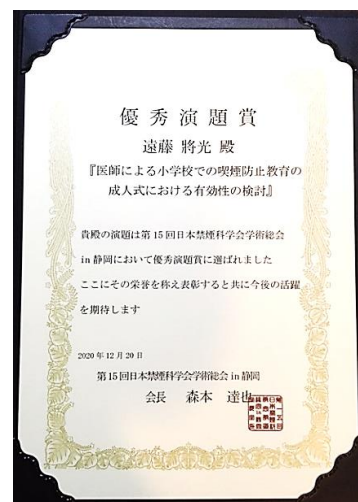 優秀演題賞
遠藤 將光 殿
『医師による小学校での喫煙防止教育の
成人式における有効性の検討』
貴殿の演題は第15回日本禁煙科学会学術総会
in静岡において優秀演題賞に選ばれました
ここにその栄誉を称え表彰すると共に今後の活躍
を期待します
2020年12月20日
第15回日本禁煙科学会学術総会 in 静岡
会長 森本 達也